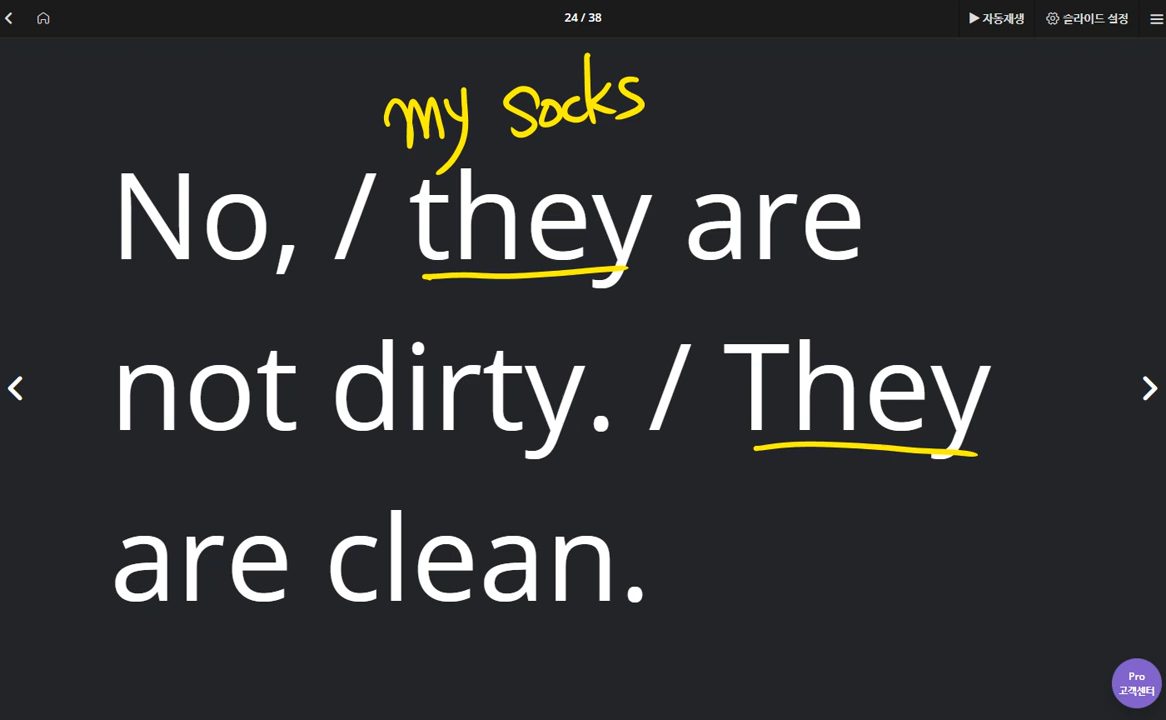 24 / 38
▶ 자동재생
슬라이드 설정
my socks
No, / they are
not dirty. / They
are clean.
Pro
고객센터